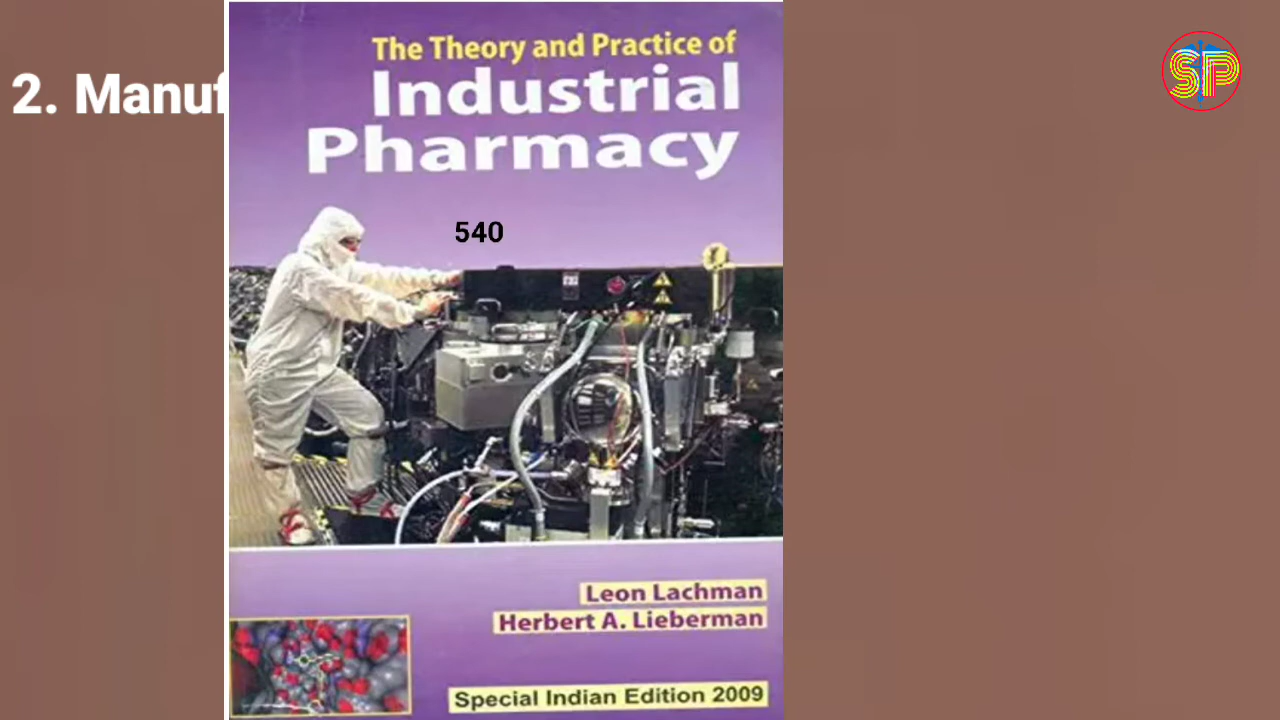 2. Manuf
The Theory and Practice of
Industrial
Pharmacy
540
Leon Lachman
Herbert A. Lieberman
Special Indian Edition 2009
SP